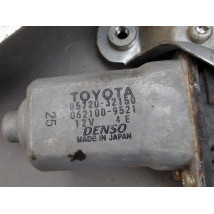 TOYOTA
85720-32150
062100-9521
12V 4E
DENSO
MADE IN JAPAN
25